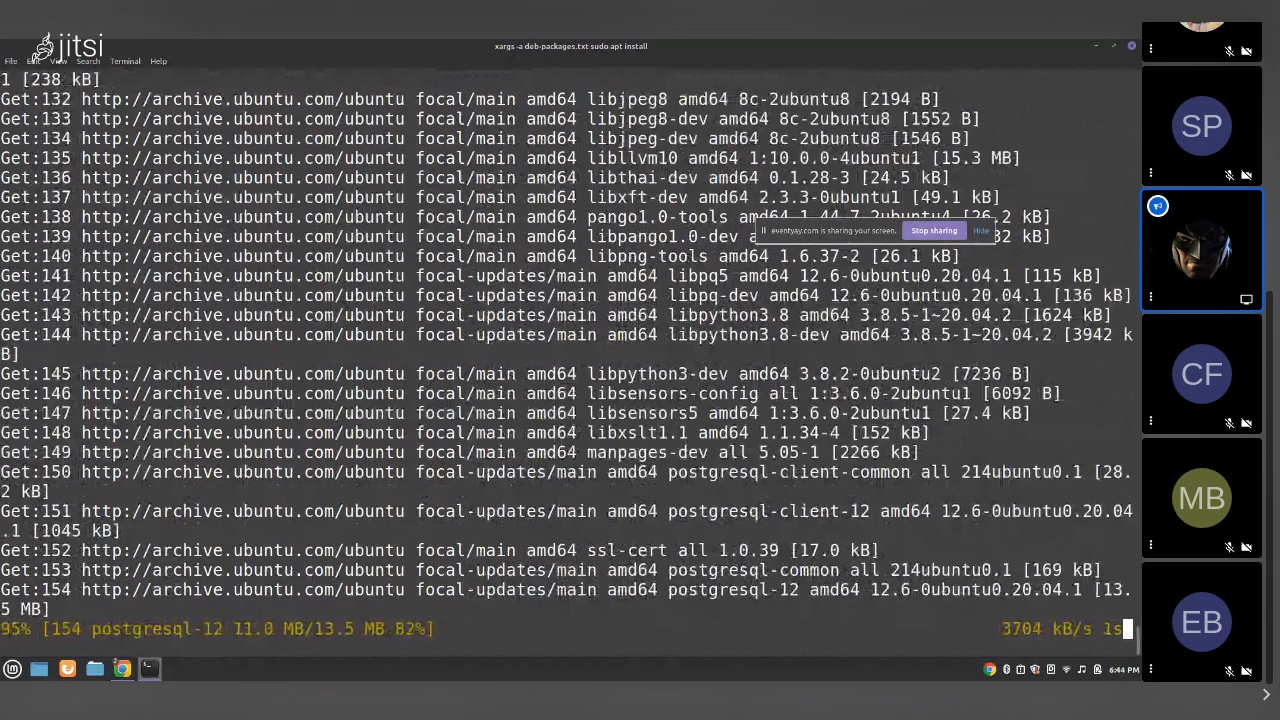 jitsi
xargs -a deb-packages.txt sudo apt install
File Edit View Search Terminal Help
1 [238 kB]
Get:132 http://archive.ubuntu.com/ubuntu focal/main amd64 libjpeg8 amd64 8c-2ubuntu8 [2194 B]
Get:133 http://archive.ubuntu.com/ubuntu focal/main amd64 libjpeg8-dev amd64 8c-2ubuntu8 [1552 B]
Get:134 http://archive.ubuntu.com/ubuntu focal/main amd64 libjpeg-dev amd64 8c-2ubuntu8 [1546 B]
Get:135 http://archive.ubuntu.com/ubuntu focal/main amd64 libllvm10 amd64 1:10.0.0-4ubuntu1 [15.3 MB]
Get:136 http://archive.ubuntu.com/ubuntu focal/main amd64 libthai-dev amd64 0.1.28-3 [24.5 kB]
Get:137 http://archive.ubuntu.com/ubuntu focal/main amd64 libxft-dev amd64 2.3.3-0ubuntu1 [49.1 kB]
Get:138 http://archive.ubuntu.com/ubuntu focal/main amd64 pango1.0-tools amd64 1.44.7-2ubuntu4 [26.2 kB]
eventyay.com is sharing your screen. Stop sharing Hide
Get:139 http://archive.ubuntu.com/ubuntu focal/main amd64 libpango1.0-dev a 32 kB]
Get:140 http://archive.ubuntu.com/ubuntu focal/main amd64 libpng-tools amd64 1.6.37-2 [26.1 kB]
Get:141 http://archive.ubuntu.com/ubuntu focal-updates/main amd64 libpq5 amd64 12.6-0ubuntu0.20.04.1 [115 kB]
Get:142 http://archive.ubuntu.com/ubuntu focal-updates/main amd64 libpq-dev amd64 12.6-0ubuntu0.20.04.1 [136 kB]
Get:143 http://archive.ubuntu.com/ubuntu focal-updates/main amd64 libpython3.8 amd64 3.8.5-1~20.04.2 [1624 kB]
Get:144 http://archive.ubuntu.com/ubuntu focal-updates/main amd64 libpython3.8-dev amd64 3.8.5-1~20.04.2 [3942 k
B]
Get:145 http://archive.ubuntu.com/ubuntu focal/main amd64 libpython3-dev amd64 3.8.2-0ubuntu2 [7236 B]
Get:146 http://archive.ubuntu.com/ubuntu focal/main amd64 libsensors-config all 1:3.6.0-2ubuntu1 [6092 B]
Get:147 http://archive.ubuntu.com/ubuntu focal/main amd64 libsensors5 amd64 1:3.6.0-2ubuntu1 [27.4 kB]
Get:148 http://archive.ubuntu.com/ubuntu focal/main amd64 libxslt1.1 amd64 1.1.34-4 [152 kB]
Get:149 http://archive.ubuntu.com/ubuntu focal/main amd64 manpages-dev all 5.05-1 [2266 kB]
Get:150 http://archive.ubuntu.com/ubuntu focal-updates/main amd64 postgresql-client-common all 214ubuntu0.1 [28.
2 kB]
Get:151 http://archive.ubuntu.com/ubuntu focal-updates/main amd64 postgresql-client-12 amd64 12.6-0ubuntu0.20.04
.1 [1045 kB]
Get:152 http://archive.ubuntu.com/ubuntu focal/main amd64 ssl-cert all 1.0.39 [17.0 kB]
Get:153 http://archive.ubuntu.com/ubuntu focal-updates/main amd64 postgresql-common all 214ubuntu0.1 [169 kB]
Get:154 http://archive.ubuntu.com/ubuntu focal-updates/main amd64 postgresql-12 amd64 12.6-0ubuntu0.20.04.1 [13.
5 MB]
95% [154 postgresql-12 11.0 MB/13.5 MB 82%] 3704 kB/s 1s
6:44 PM
SP
CF
MB
EB